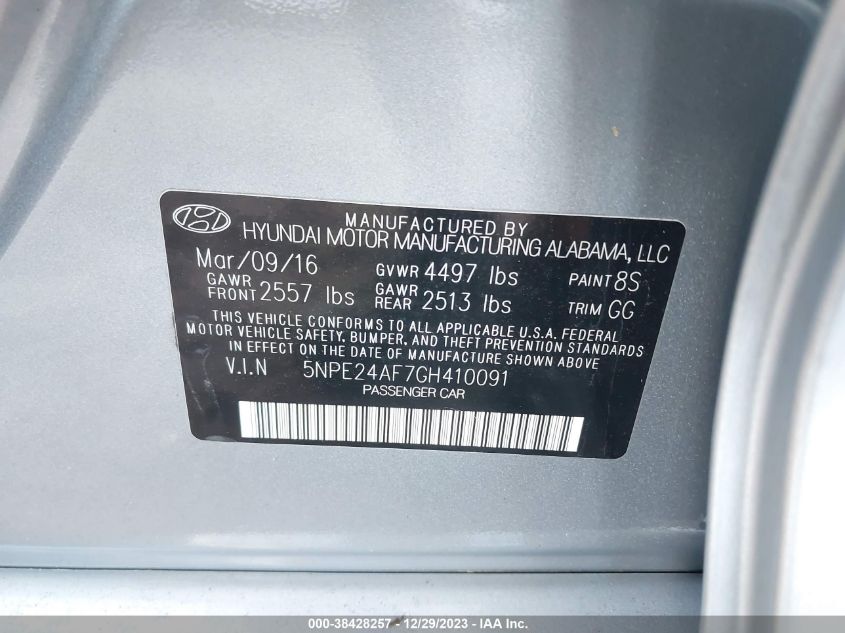 MANUFACTURED BY
HYUNDAI MOTOR MANUFACTURING ALABAMA, LLC
Mar/09/16 GVWR 4497 lbs PAINT 8S
GAWR FRONT 2557 lbs GAWR REAR 2513 lbs TRIM GG
THIS VEHICLE CONFORMS TO ALL APPLICABLE U.S.A. FEDERAL
MOTOR VEHICLE SAFETY, BUMPER, AND THEFT PREVENTION STANDARDS
IN EFFECT ON THE DATE OF MANUFACTURE SHOWN ABOVE
V.I.N 5NPE24AF7GH410091
PASSENGER CAR
000-38428257 - 12/29/2023 - IAA Inc.